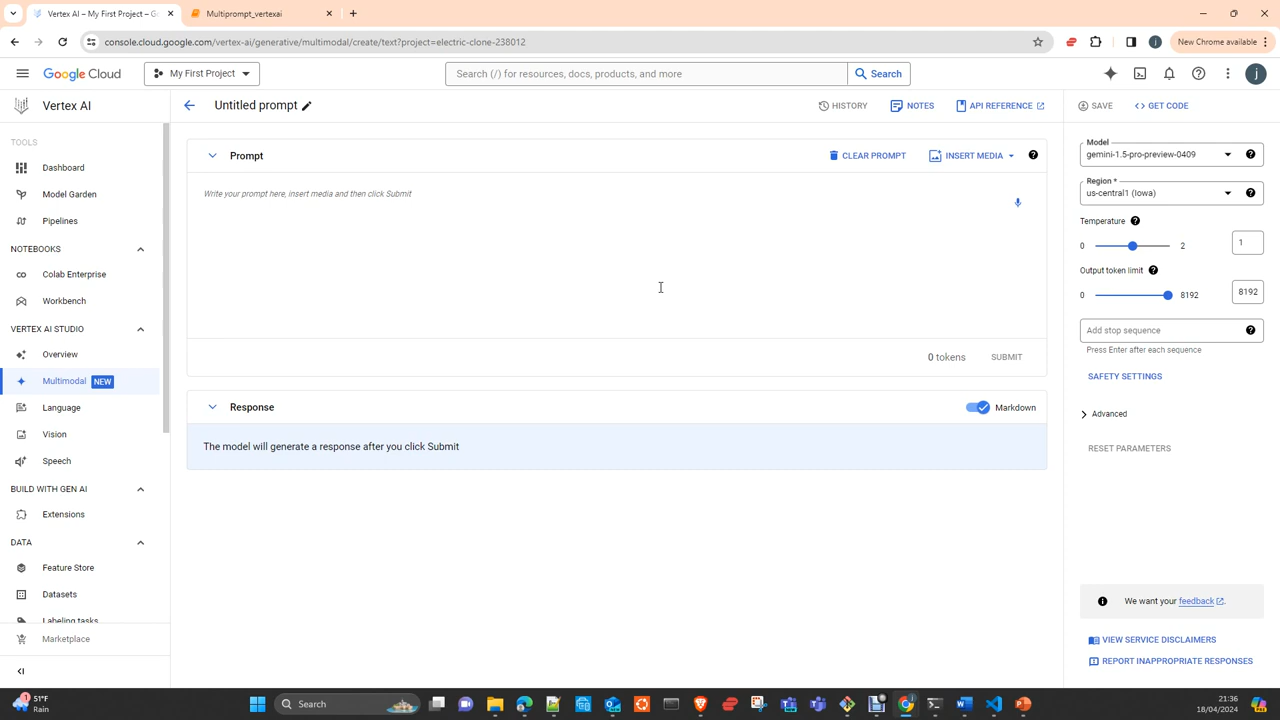 Vertex AI – My First Project – Go
Multiprompt_vertexai
console.cloud.google.com/vertex-ai/generative/multimodal/create/text?project=electric-clone-238012
New Chrome available
Google Cloud
My First Project
Search (/) for resources, docs, products, and more
Search
j
Vertex AI
Untitled prompt
HISTORY
NOTES
API REFERENCE
SAVE
GET CODE
TOOLS
Dashboard
Model Garden
Pipelines
NOTEBOOKS
Colab Enterprise
Workbench
VERTEX AI STUDIO
Overview
Multimodal NEW
Language
Vision
Speech
BUILD WITH GEN AI
Extensions
DATA
Feature Store
Datasets
Labeling tasks
Marketplace
Prompt
CLEAR PROMPT
INSERT MEDIA
Write your prompt here, insert media and then click Submit
0 tokens
SUBMIT
Response
Markdown
The model will generate a response after you click Submit
Model
gemini-1.5-pro-preview-0409
Region *
us-central1 (Iowa)
Temperature
0
2
1
Output token limit
0
8192
8192
Add stop sequence
Press Enter after each sequence
SAFETY SETTINGS
Advanced
RESET PARAMETERS
We want your feedback.
VIEW SERVICE DISCLAIMERS
REPORT INAPPROPRIATE RESPONSES
1
51°F
Rain
Search
21:36
18/04/2024